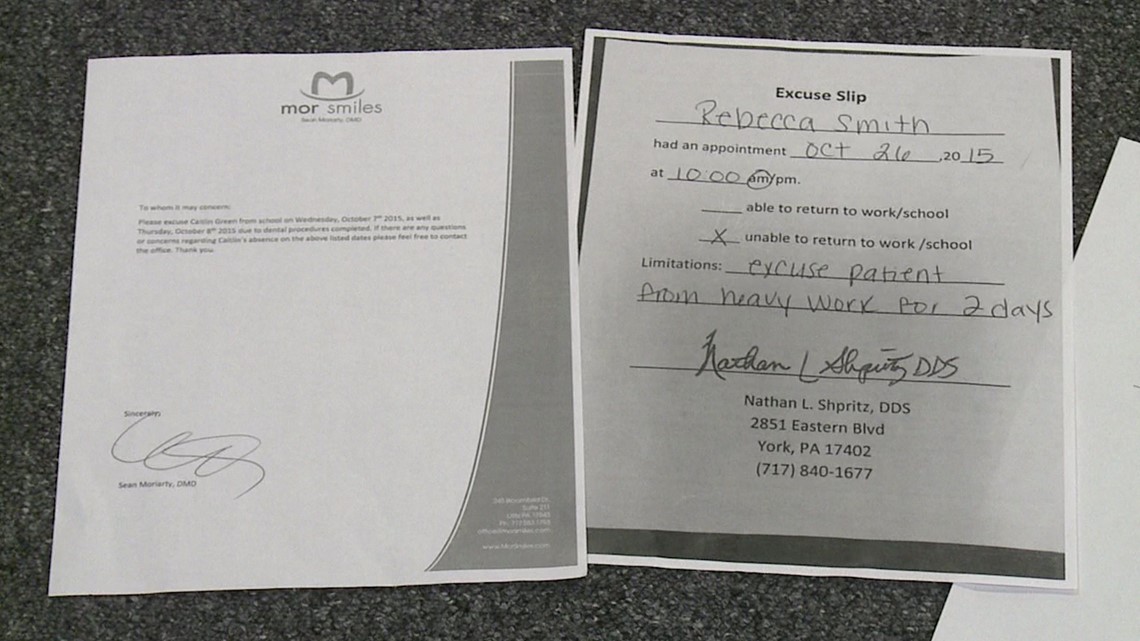 mor smiles
Sean Moriarty, DMD
To whom it may concern:
Please excuse Caitlin Green from school on Wednesday, October 7th 2015, as well as
Thursday, October 8th 2015 due to dental procedures completed. If there are any questions
or concerns regarding Caitlin's absence on the above listed dates please feel free to contact
the office. Thank you.
Sincerely,
Sean Moriarty, DMD
Suite 211
Excuse Slip
Rebecca Smith
had an appointment Oct 26, 2015
at 10:00 am/pm.
able to return to work/school
X unable to return to work /school
Limitations: excuse patient
from heavy work for 2 days
Nathan L Shpritz DDS
Nathan L. Shpritz, DDS
2851 Eastern Blvd
York, PA 17402
(717) 840-1677